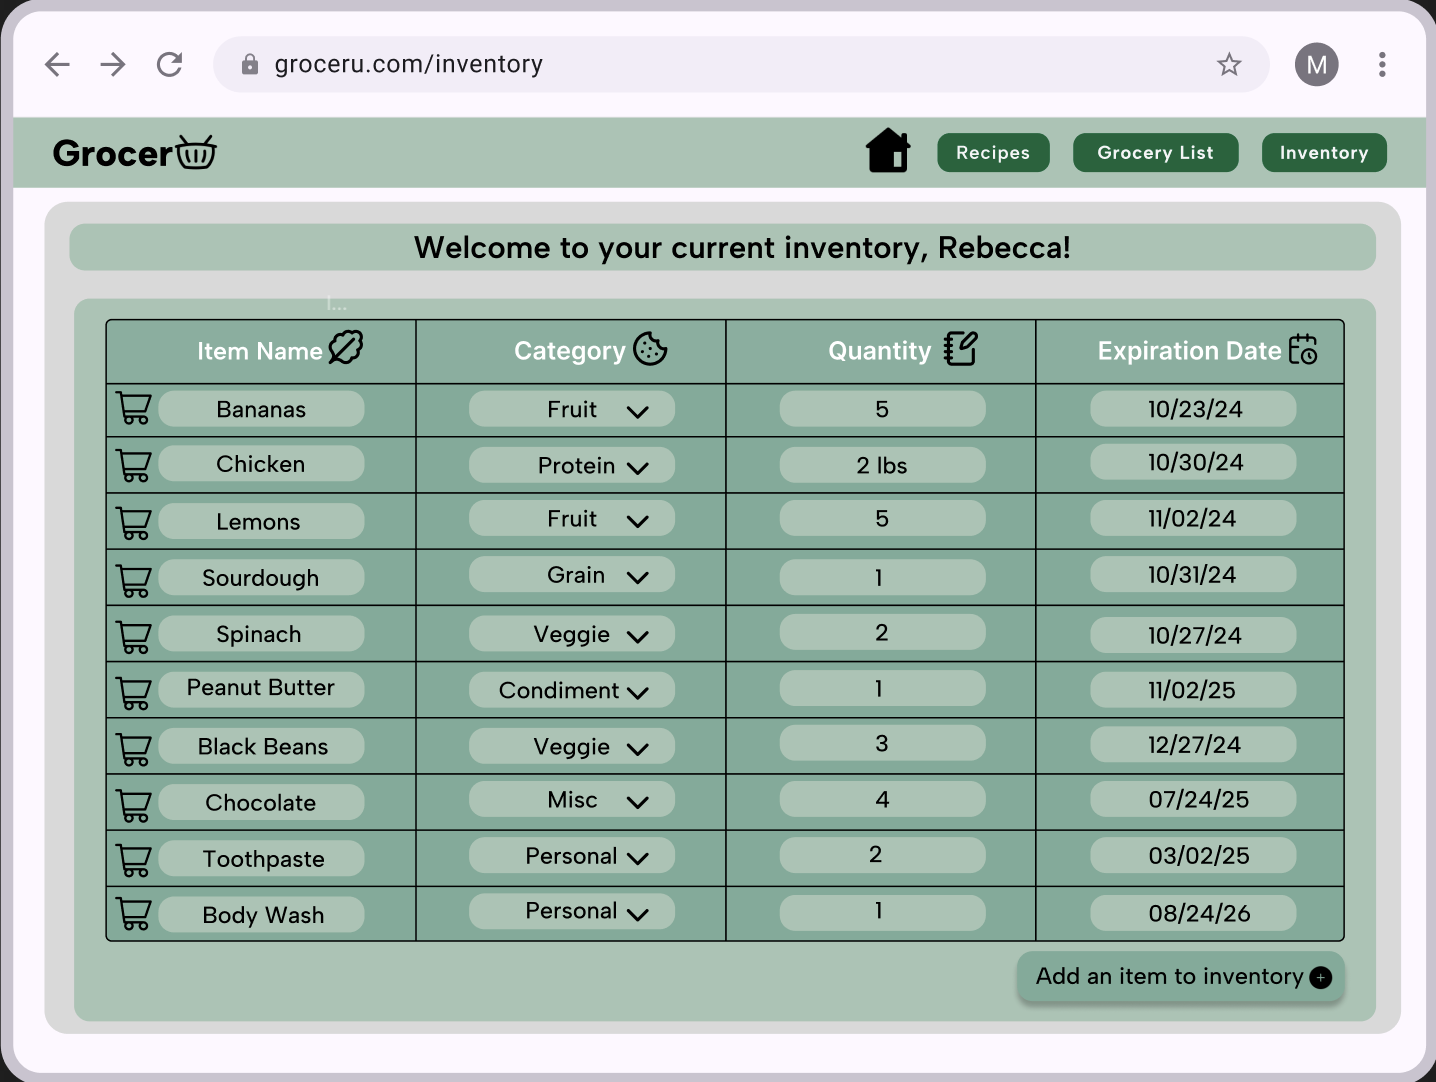 groceru.com/inventory
M
Grocer
Recipes
Grocery List
Inventory
Welcome to your current inventory, Rebecca!
I...
Item Name Category Quantity Expiration Date
Bananas Fruit 5 10/23/24
Chicken Protein 2 lbs 10/30/24
Lemons Fruit 5 11/02/24
Sourdough Grain 1 10/31/24
Spinach Veggie 2 10/27/24
Peanut Butter Condiment 1 11/02/25
Black Beans Veggie 3 12/27/24
Chocolate Misc 4 07/24/25
Toothpaste Personal 2 03/02/25
Body Wash Personal 1 08/24/26
Add an item to inventory